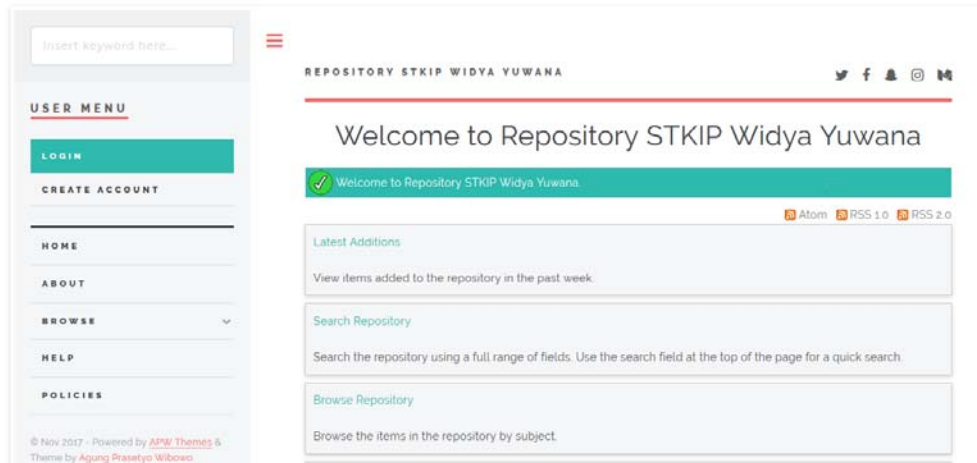 Insert keyword here...
USER MENU
LOGIN
CREATE ACCOUNT
HOME
ABOUT
BROWSE
HELP
POLICIES
© Nov 2017 - Powered by APW Themes &
Theme by Agung Prasetyo Wibowo
REPOSITORY STKIP WIDYA YUWANA
Welcome to Repository STKIP Widya Yuwana
Welcome to Repository STKIP Widya Yuwana.
Atom RSS 1.0 RSS 2.0
Latest Additions
View items added to the repository in the past week.
Search Repository
Search the repository using a full range of fields. Use the search field at the top of the page for a quick search.
Browse Repository
Browse the items in the repository by subject.